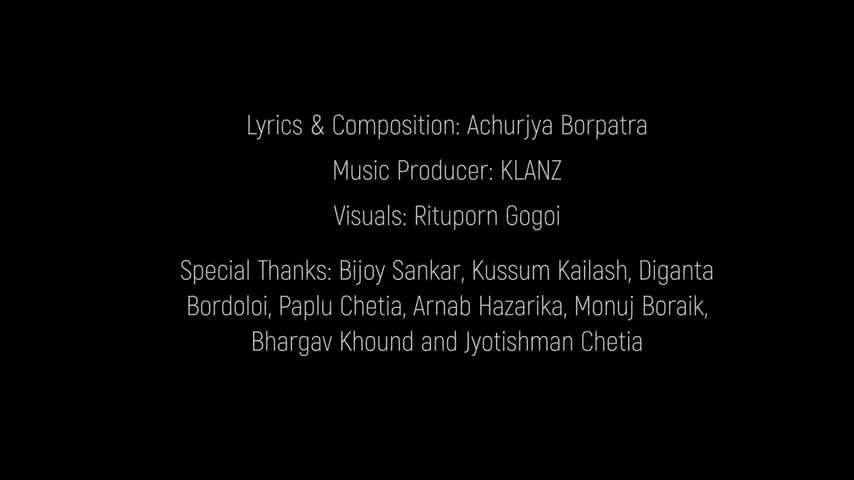 Lyrics & Composition: Achurjya Borpatra
Music Producer: KLANZ
Visuals: Rituporn Gogoi
Special Thanks: Bijoy Sankar, Kussum Kailash, Diganta
Bordoloi, Paplu Chetia, Arnab Hazarika, Monuj Boraik,
Bhargav Khound and Jyotishman Chetia